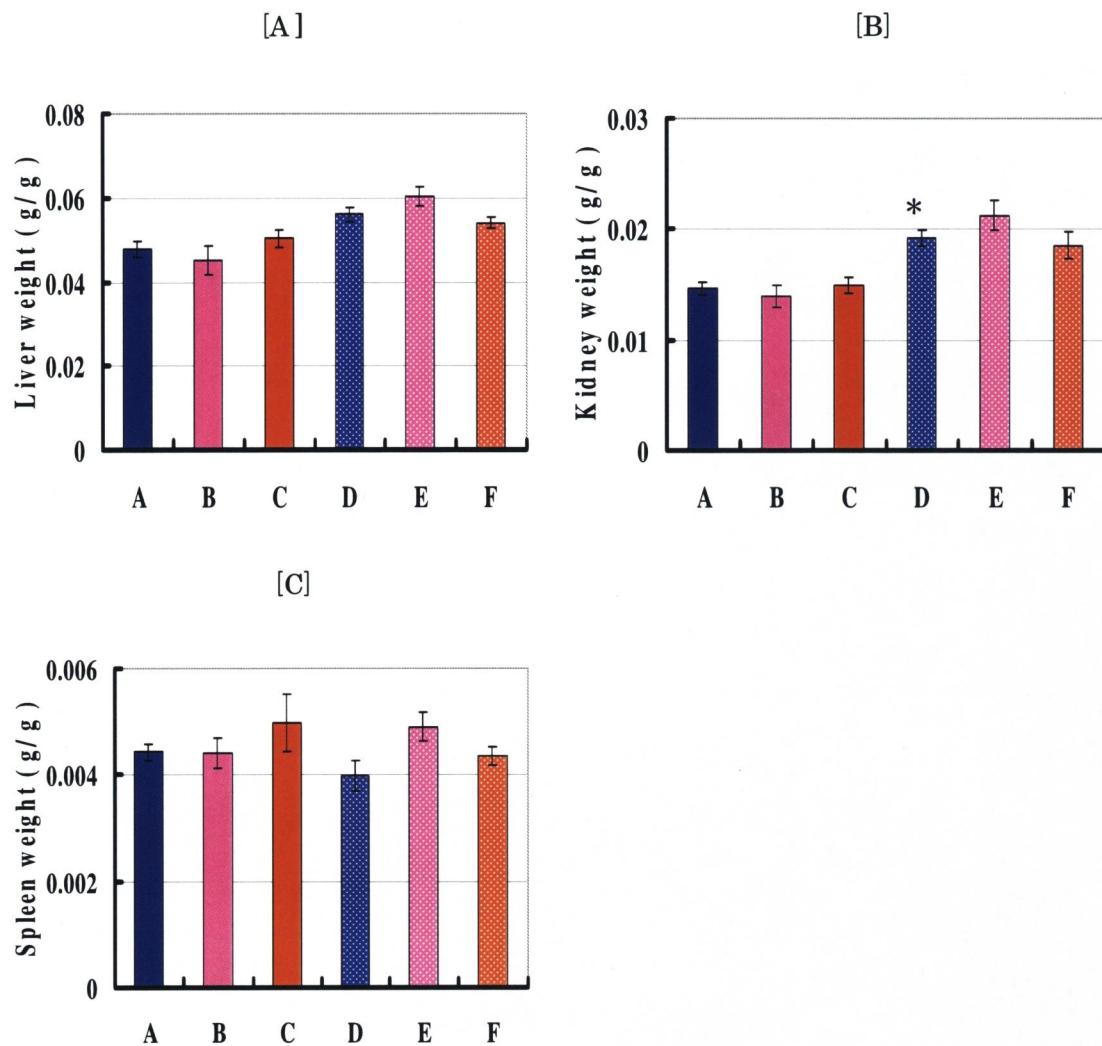 [A]
Liver weight (g/g)
0.08
0.06
0.04
0.02
0
A B C D E F
[B]
Kidney weight (g/g)
0.03
0.02
0.01
0
*
A B C D E F
[C]
Spleen weight (g/g)
0.006
0.004
0.002
0
A B C D E F